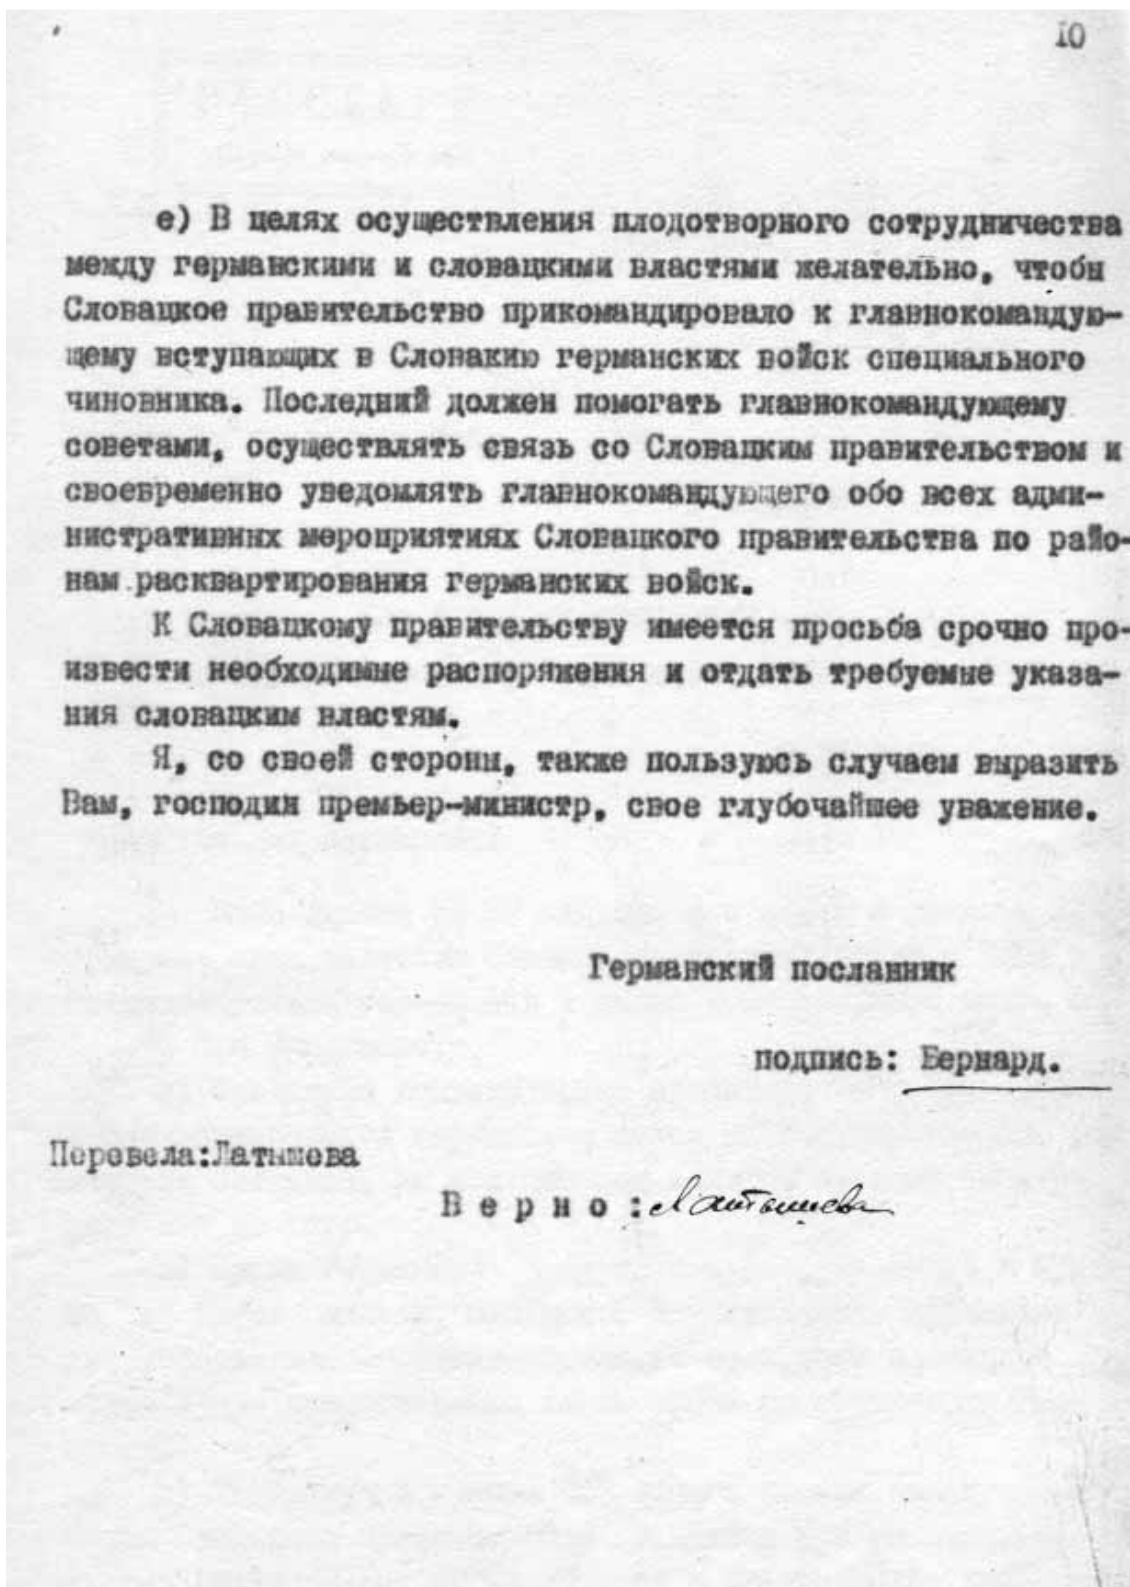 10
е) В целях осуществления плодотворного сотрудничества
между германскими и словацкими властями желательно, чтобы
Словацкое правительство прикомандировало к главнокомандую-
щему вступающих в Словакию германских войск специального
чиновника. Последний должен помогать главнокомандующему
советами, осуществлять связь со Словацким правительством и
своевременно уведомлять главнокомандующего обо всех адми-
нистративных мероприятиях Словацкого правительства по райо-
нам расквартирования германских войск.
К Словацкому правительству имеется просьба срочно про-
извести необходимые распоряжения и отдать требуемые указа-
ния словацким властям.
Я, со своей стороны, также пользуюсь случаем выразить
Вам, господин премьер-министр, свое глубочайшее уважение.
Германский посланник
подпись: Бернард.
Перевела:Латышева
В е р н о : Латышева